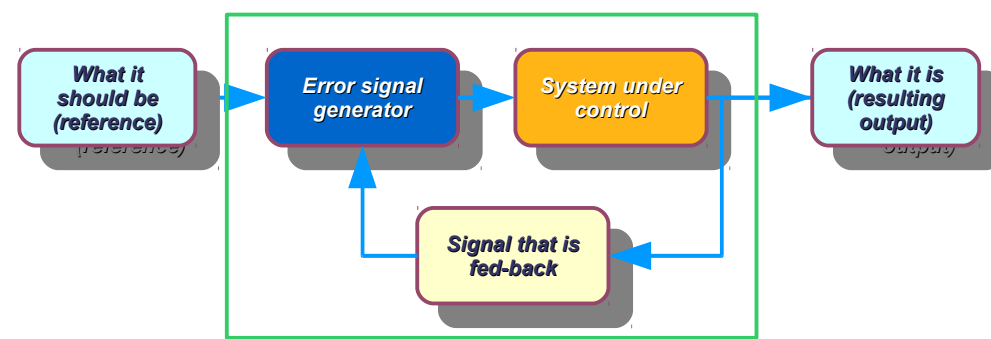 What it
should be
(reference)
Error signal
generator
System under
control
What it is
(resulting
output)
Signal that is
fed-back